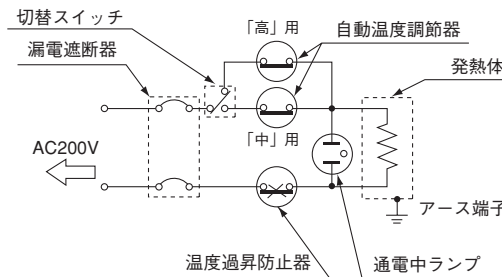 切替スイッチ
「高」用
自動温度調節器
漏電遮断器
発熱体
「中」用
AC200V
アース端子
温度過昇防止器
通電中ランプ